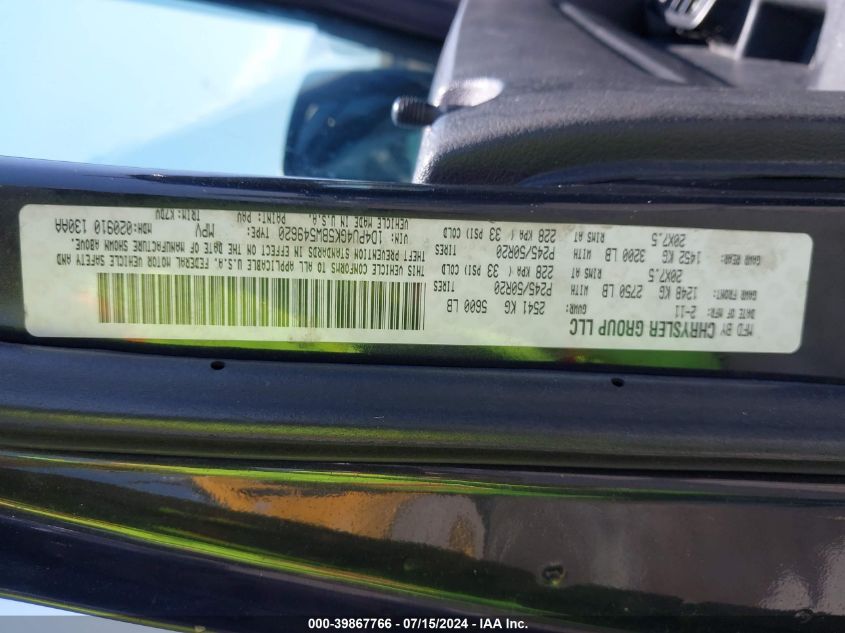 MFD BY CHRYSLER GROUP LLC
DATE OF MFR: 2-11 GVWR: 2541 KG 5600 LB
GAWR FRONT: 1248 KG 2750 LB WITH P245/50R20 TIRES
20X7.5 RIMS AT 228 KPA ( 33 PSI) COLD
GAWR REAR: 1452 KG 3200 LB WITH P245/50R20 TIRES
20X7.5 RIMS AT 228 KPA ( 33 PSI) COLD
THIS VEHICLE CONFORMS TO ALL APPLICABLE U.S.A. FEDERAL MOTOR VEHICLE SAFETY AND
THEFT PREVENTION STANDARDS IN EFFECT ON THE DATE OF MANUFACTURE SHOWN ABOVE.
VIN: 1D4PU4GK5BW549620 TYPE: MPV MDH:020910 130AA
VEHICLE MADE IN U.S.A. PAINT: TRIM: K7DV
000-39867766 - 07/15/2024 - IAA Inc.